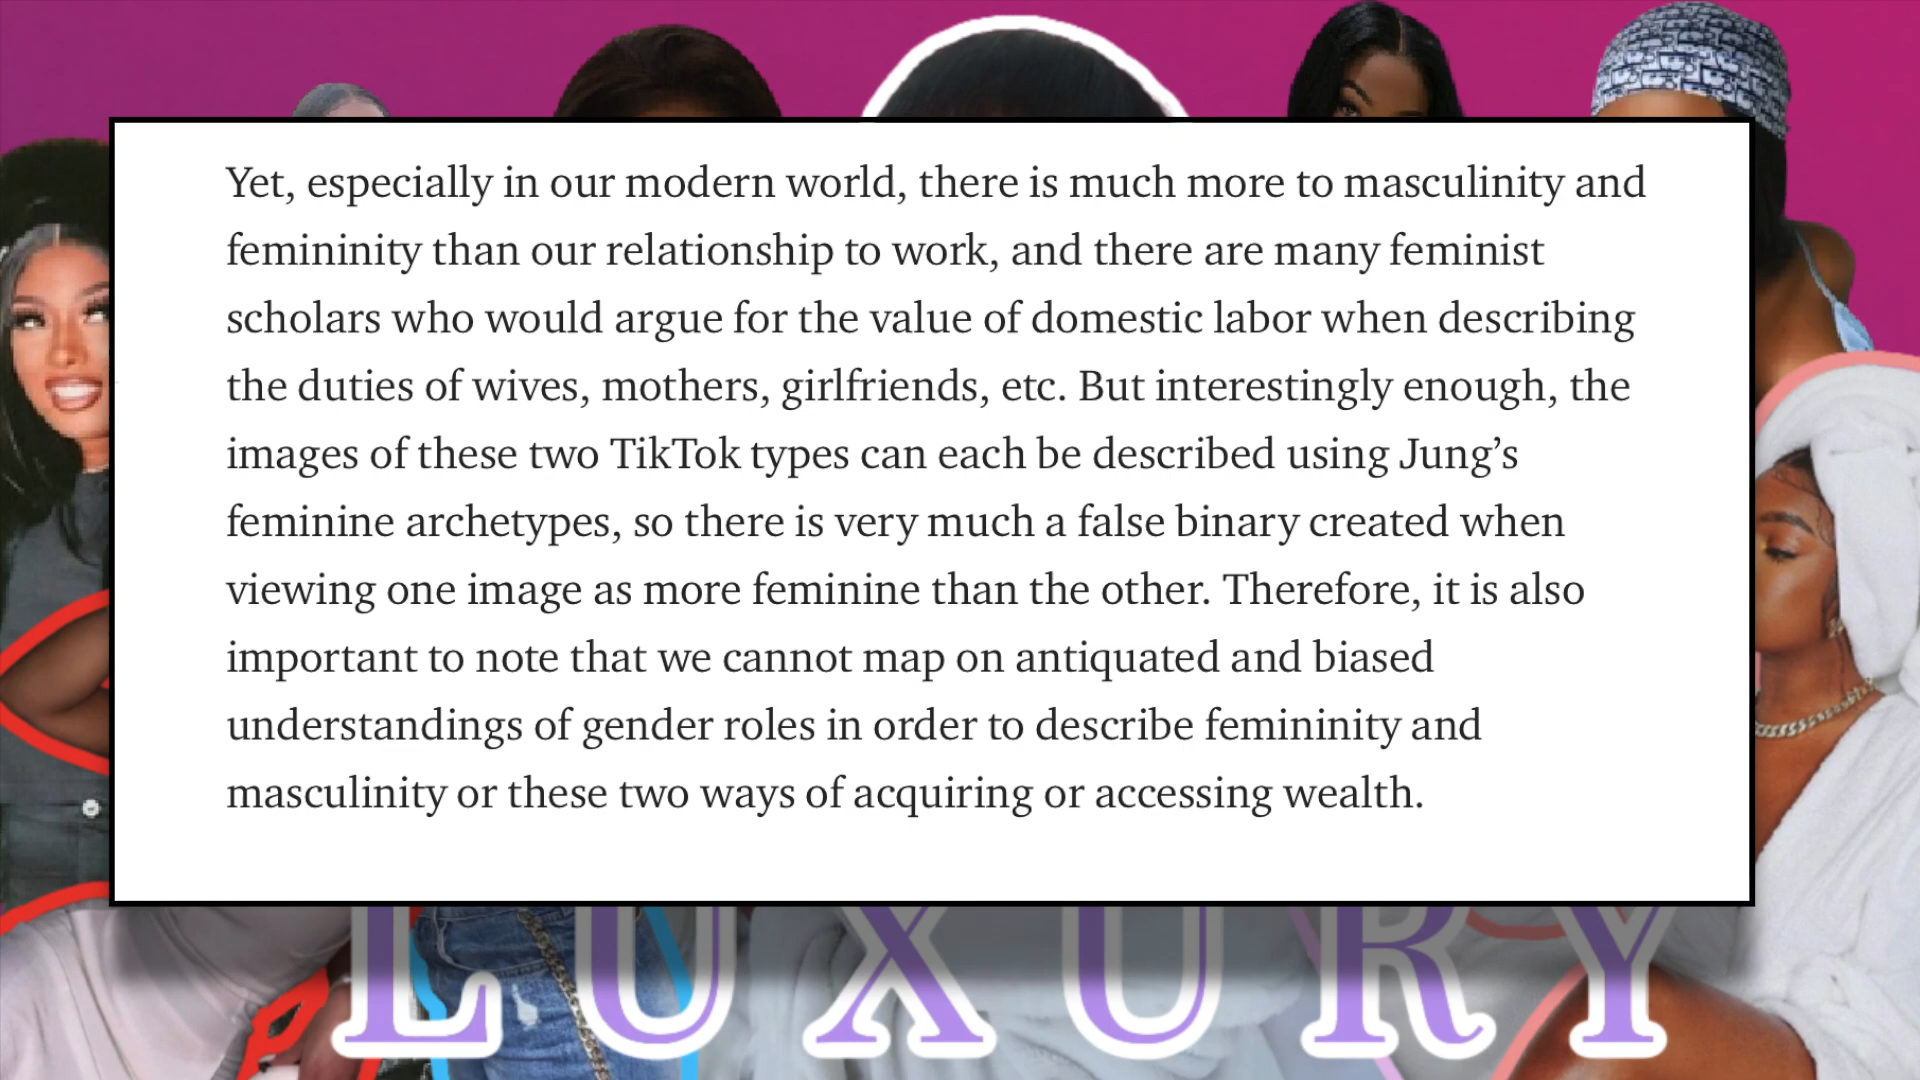 Yet, especially in our modern world, there is much more to masculinity and
femininity than our relationship to work, and there are many feminist
scholars who would argue for the value of domestic labor when describing
the duties of wives, mothers, girlfriends, etc. But interestingly enough, the
images of these two TikTok types can each be described using Jung’s
feminine archetypes, so there is very much a false binary created when
viewing one image as more feminine than the other. Therefore, it is also
important to note that we cannot map on antiquated and biased
understandings of gender roles in order to describe femininity and
masculinity or these two ways of acquiring or accessing wealth.
LUXURY